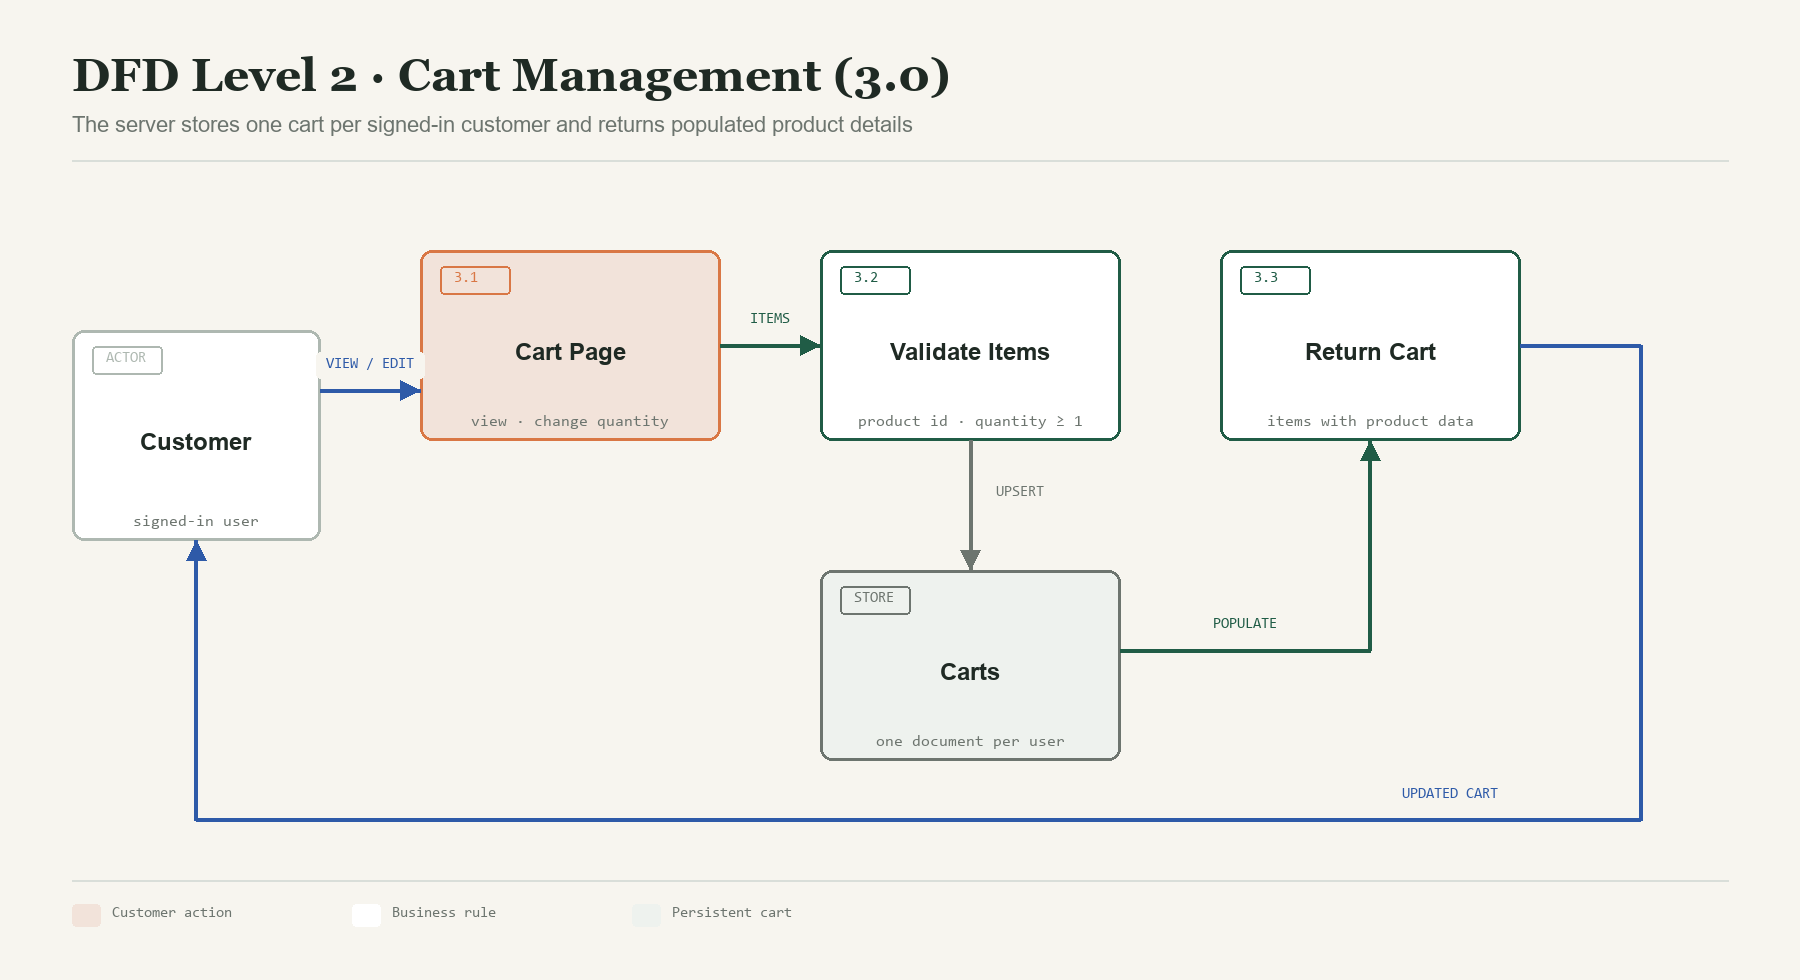 DFD Level 2 · Cart Management (3.0)
The server stores one cart per signed-in customer and returns populated product details
ACTOR
Customer
signed-in user
VIEW / EDIT
3.1
Cart Page
view · change quantity
ITEMS
3.2
Validate Items
product id · quantity ≥ 1
3.3
Return Cart
items with product data
UPSERT
STORE
Carts
one document per user
POPULATE
UPDATED CART
Customer action
Business rule
Persistent cart